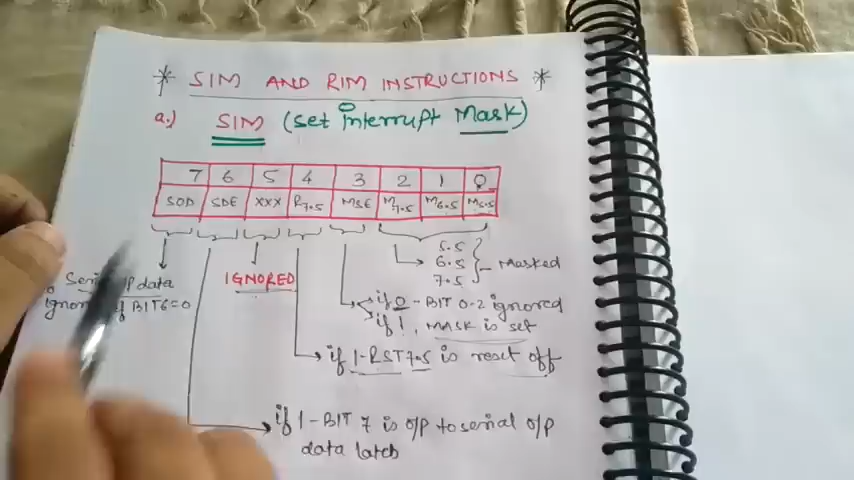 * SIM AND RIM INSTRUCTIONS *
a.) SIM (set interrupt Mask)
7 6 5 4 3 2 1 0
SOD SDE XXX R7.5 MSE M7.5 M6.5 M5.5
5.5
6.5 - Masked
7.5
IGNORED
data
if BIT6=0
if 0 - BIT 0-2 ignored
if 1, MASK is set
if 1-RST 7.5 is reset off
if 1-BIT 7 is o/p to serial o/p
data latch